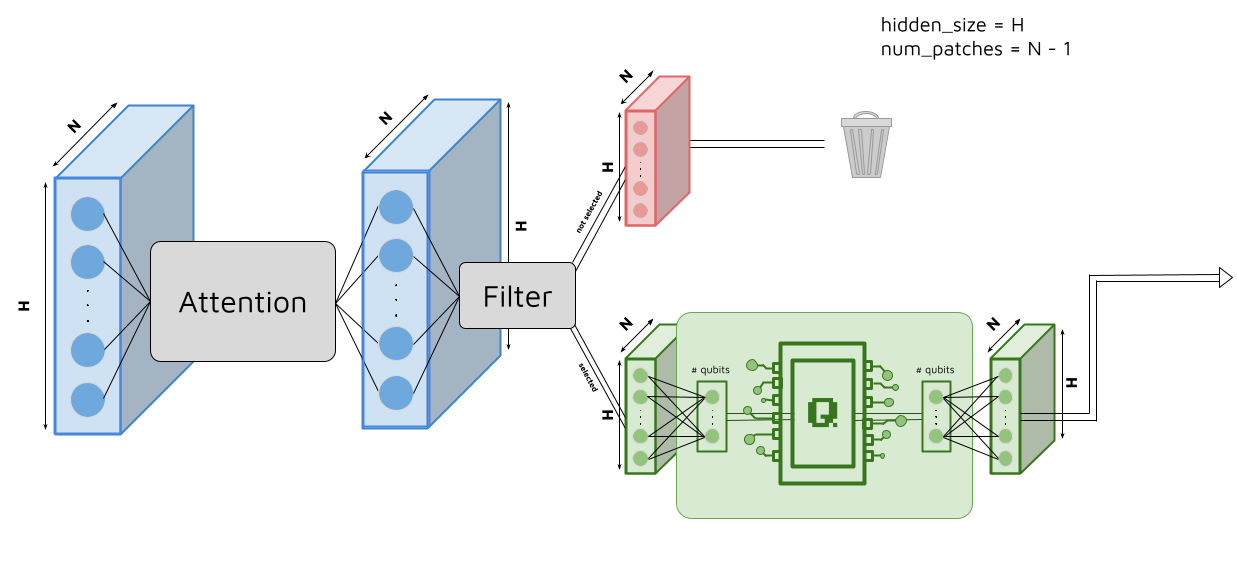 hidden_size = H
num_patches = N - 1
N
H
Attention
N
H
Filter
not selected
selected
N
H
N
H
# qubits
Q.
# qubits
N
H